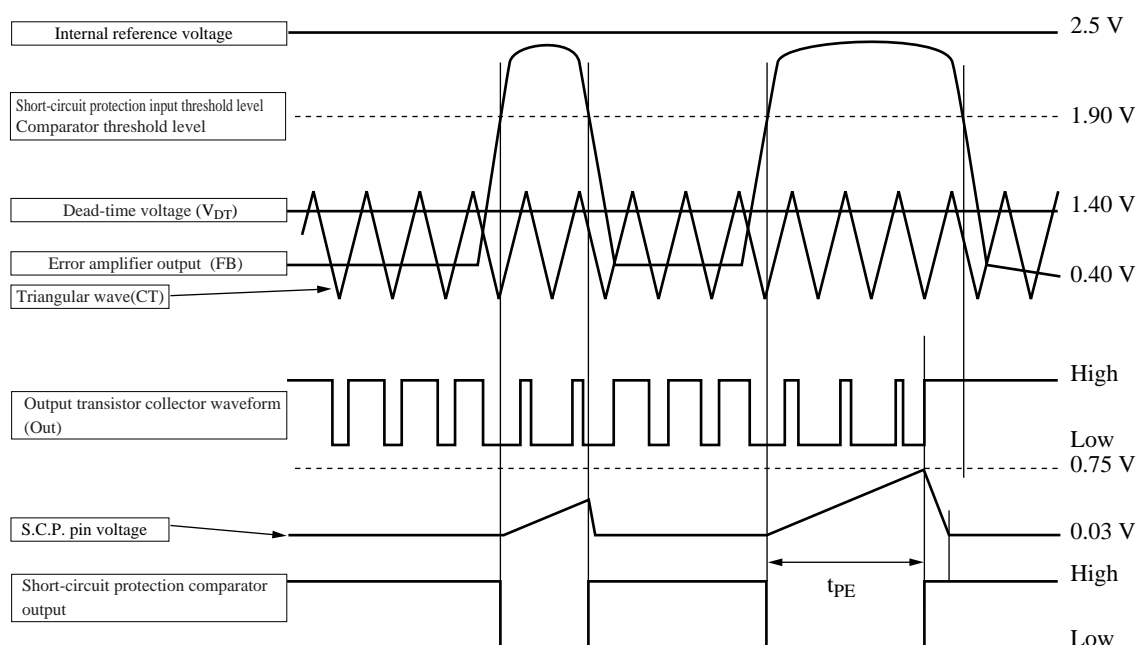 Internal reference voltage
2.5 V
Short-circuit protection input threshold level
Comparator threshold level
1.90 V
Dead-time voltage (VDT)
1.40 V
Error amplifier output (FB)
0.40 V
Triangular wave(CT)
High
Output transistor collector waveform
(Out)
Low
0.75 V
S.C.P. pin voltage
0.03 V
High
Short-circuit protection comparator
output
tPE
Low